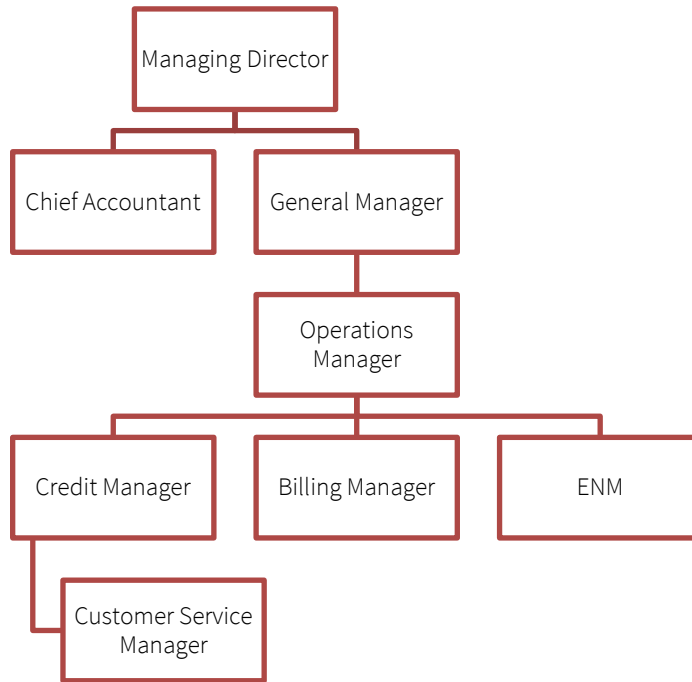 Managing Director
Chief Accountant
General Manager
Operations
Manager
Credit Manager
Billing Manager
ENM
Customer Service
Manager